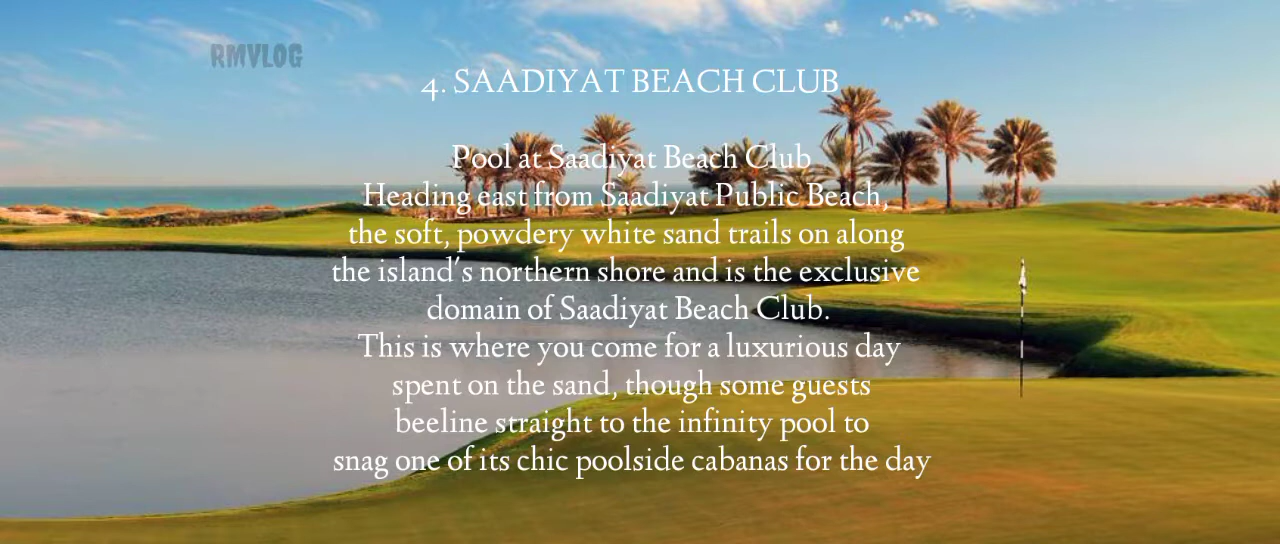 RMVLOG
4. SAADIYAT BEACH CLUB
Pool at Saadiyat Beach Club
Heading east from Saadiyat Public Beach,
the soft, powdery white sand trails on along
the island's northern shore and is the exclusive
domain of Saadiyat Beach Club.
This is where you come for a luxurious day
spent on the sand, though some guests
beeline straight to the infinity pool to
snag one of its chic poolside cabanas for the day